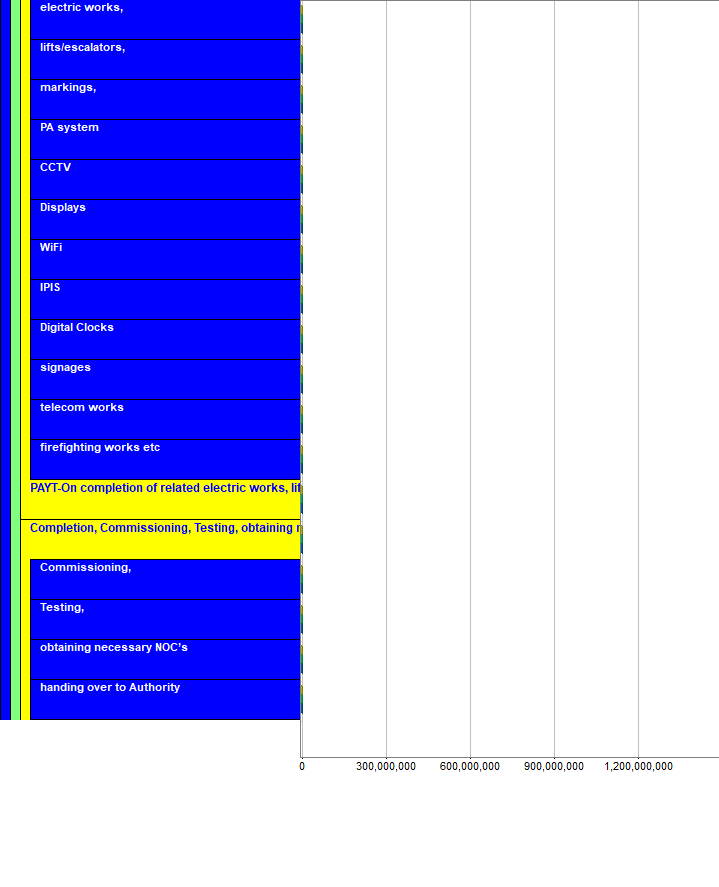 electric works,
lifts/escalators,
markings,
PA system
CCTV
Displays
WiFi
IPIS
Digital Clocks
signages
telecom works
firefighting works etc
PAYT-On completion of related electric works, lif
Completion, Commissioning, Testing, obtaining
Commissioning,
Testing,
obtaining necessary NOC's
handing over to Authority
0 300,000,000 600,000,000 900,000,000 1,200,000,000